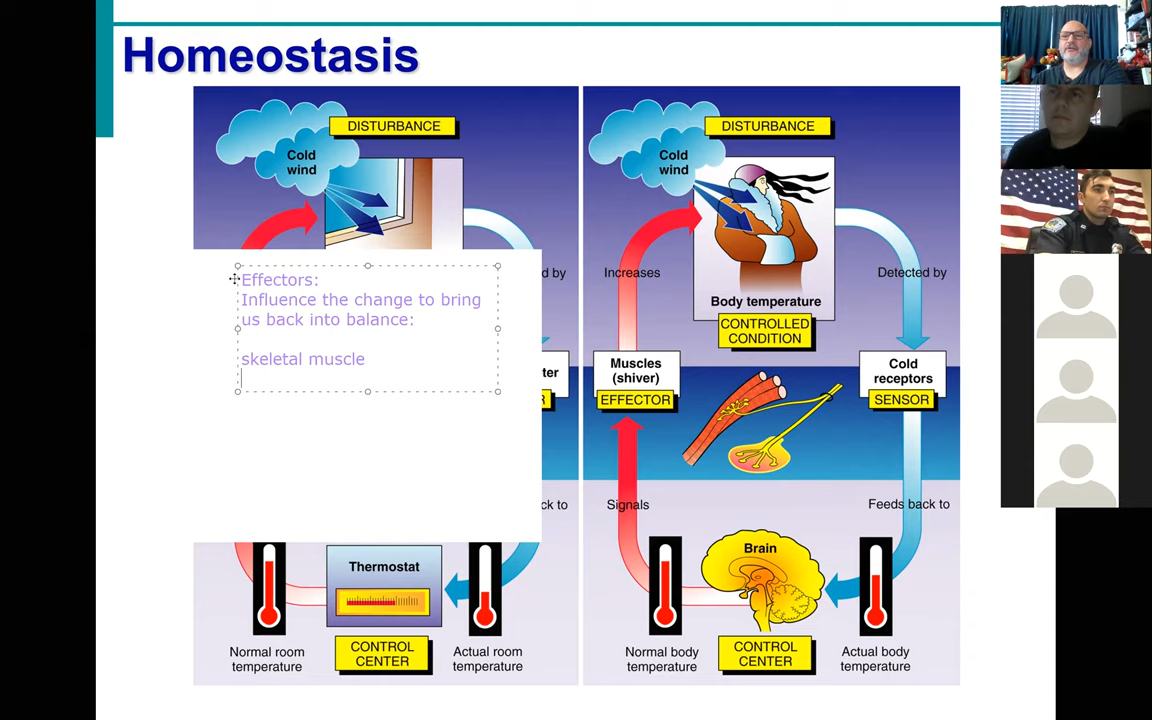 Homeostasis
DISTURBANCE
Cold
wind
Effectors:
Influence the change to bring
us back into balance:
skeletal muscle
d by
ter
R
ck to
Thermostat
Normal room
temperature
CONTROL
CENTER
Actual room
temperature
DISTURBANCE
Cold
wind
Increases
Detected by
Body temperature
CONTROLLED
CONDITION
Muscles
(shiver)
EFFECTOR
Cold
receptors
SENSOR
Signals
Feeds back to
Brain
Normal body
temperature
CONTROL
CENTER
Actual body
temperature